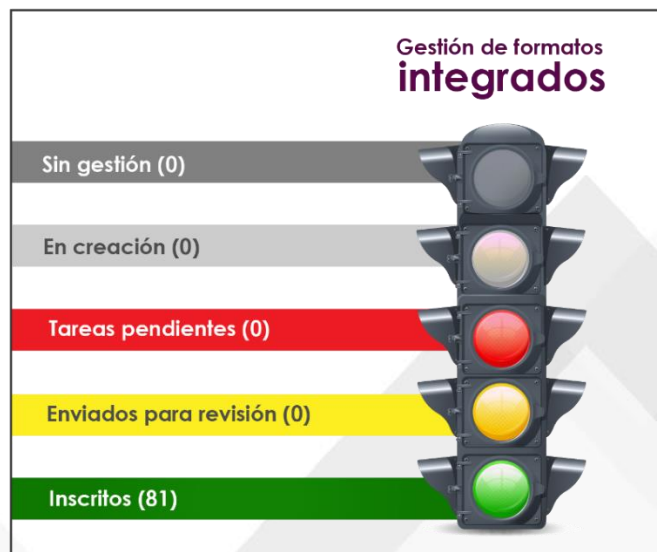 Gestión de formatos
integrados
Sin gestión (0)
En creación (0)
Tareas pendientes (0)
Enviados para revisión (0)
Inscritos (81)